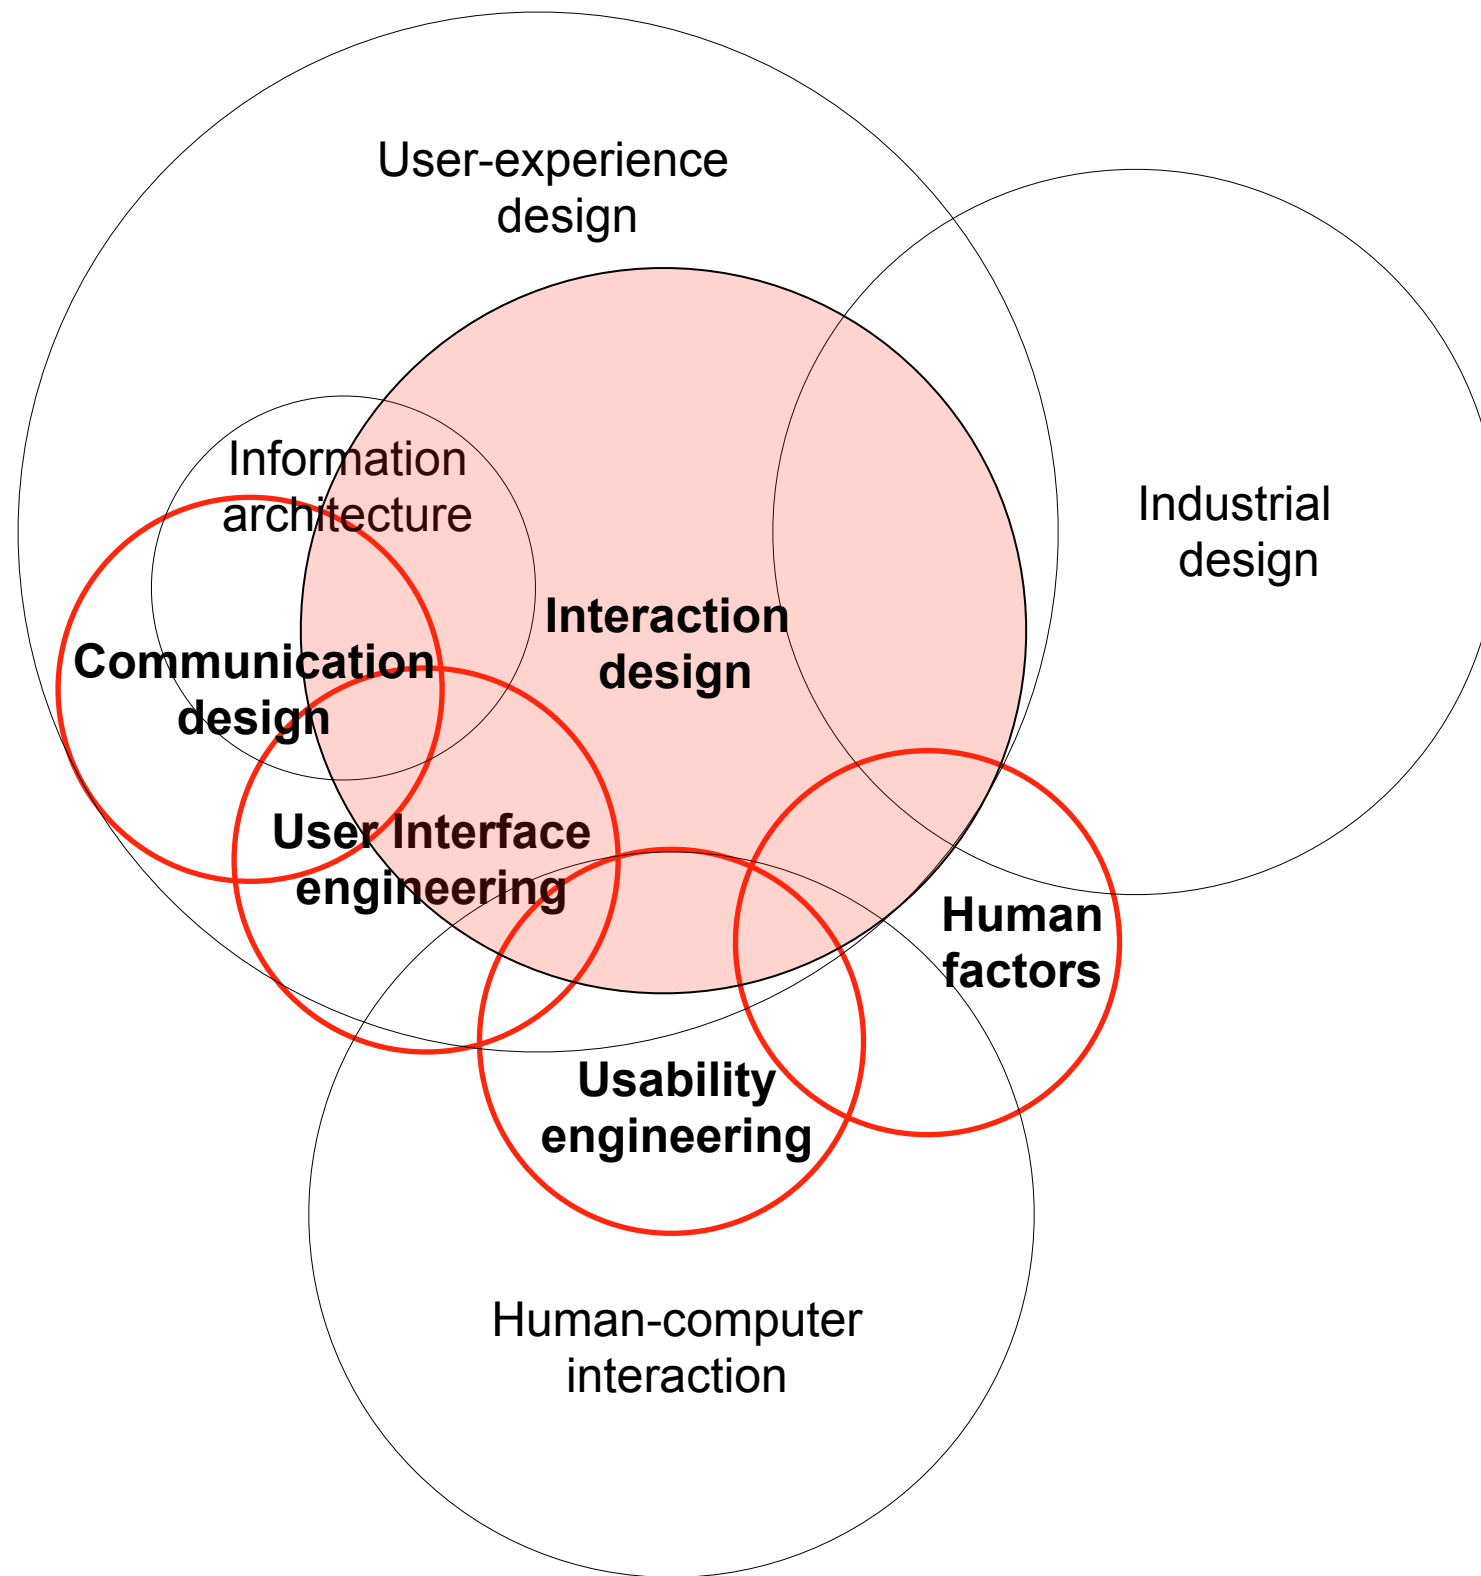 User-experience
design
Information
architecture
Industrial
design
Interaction
design
Communication
design
User Interface
engineering
Human
factors
Usability
engineering
Human-computer
interaction